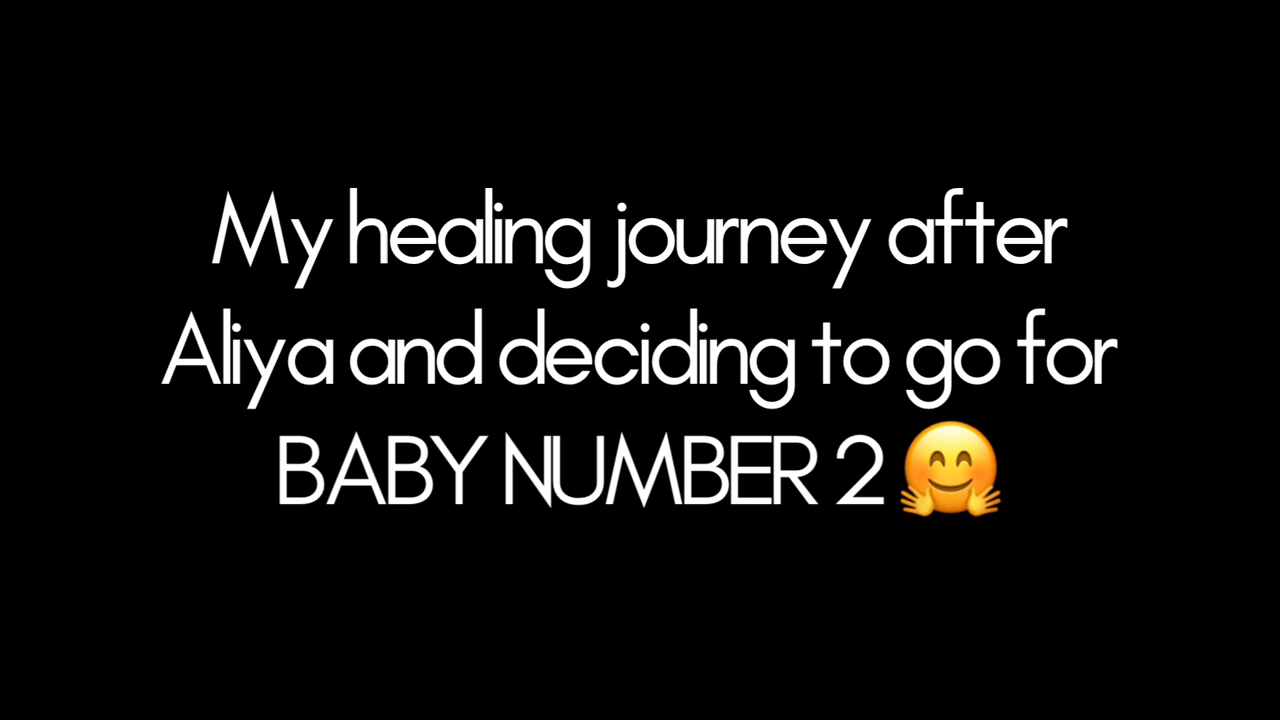 My healing journey after
Aliya and deciding to go for
BABY NUMBER 2 🤗